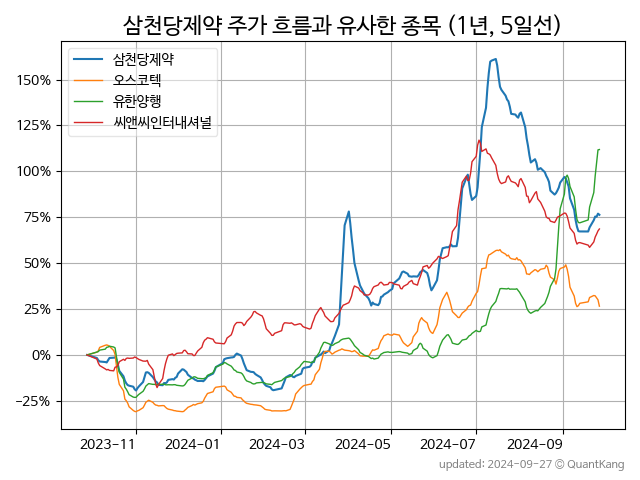 삼천당제약 주가 흐름과 유사한 종목 (1년, 5일선)
삼천당제약
오스코텍
유한양행
씨앤씨인터내셔널
150%
125%
100%
75%
50%
25%
0%
−25%
2023-11 2024-01 2024-03 2024-05 2024-07 2024-09
updated: 2024-09-27 @ QuantKang